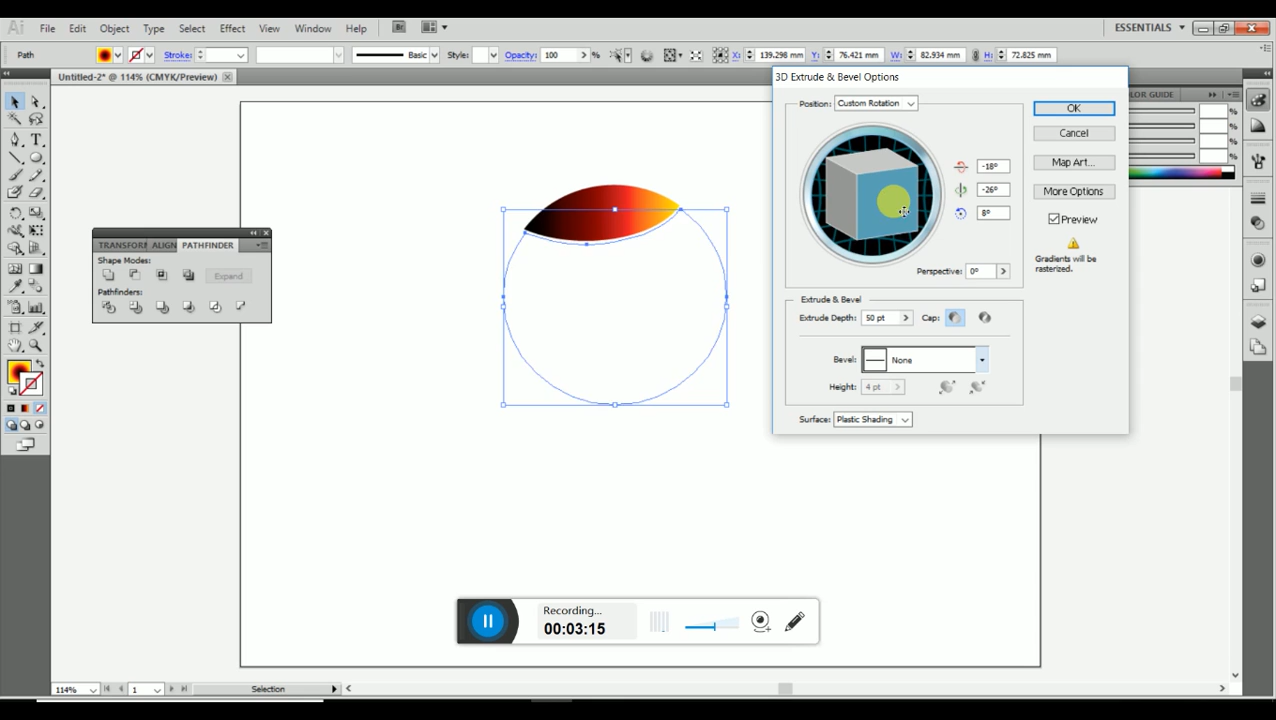 Ai File Edit Object Type Select Effect View Window Help ESSENTIALS
Path Stroke: Basic Style: Opacity: 100 % X: 139.298 mm Y: 76.421 mm W: 82.934 mm H: 72.825 mm
Untitled-2* @ 114% (CMYK/Preview)
3D Extrude & Bevel Options
OLOR GUIDE
Position: Custom Rotation
OK
Cancel
Map Art...
More Options
Preview
Gradients will be
rasterized.
-18°
-26°
8°
Perspective: 0°
Extrude & Bevel
Extrude Depth: 50 pt Cap:
Bevel: None
Height: 4 pt
Surface: Plastic Shading
%
%
%
%
TRANSFORM ALIGN PATHFINDER
Shape Modes:
Expand
Pathfinders:
Recording...
00:03:15
114% 1 Selection